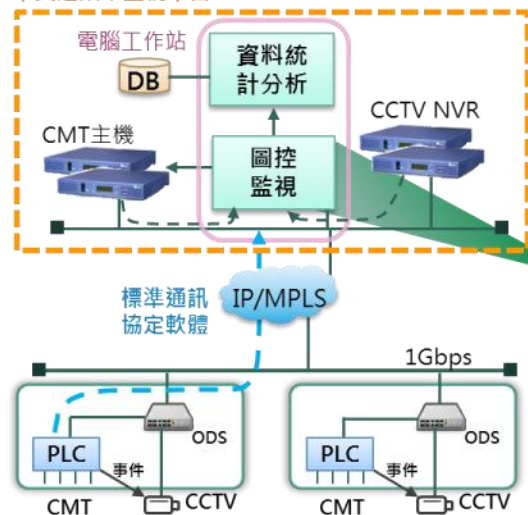 電腦工作站
DB
資料統
計分析
CMT主機
CCTV NVR
圖控
監視
標準通訊
協定軟體
IP/MPLS
1Gbps
PLC
ODS
事件
CMT
CCTV
PLC
ODS
事件
CMT
CCTV